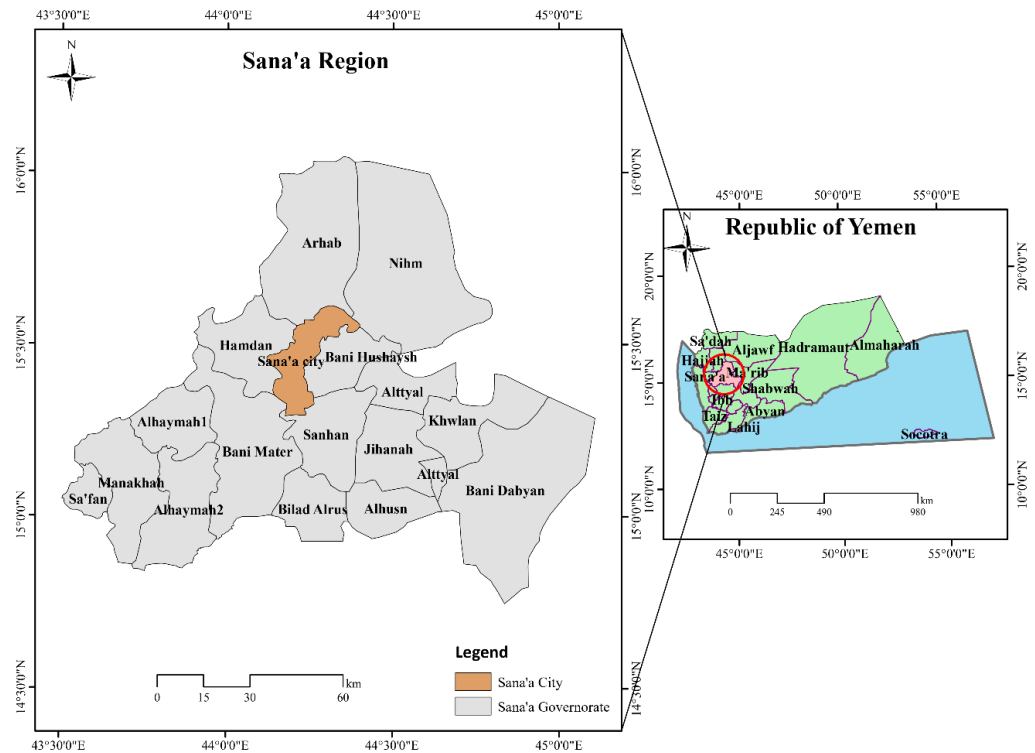 43°30'0"E 44°0'0"E 44°30'0"E 45°0'0"E
N
Sana'a Region
16°0'0"N
15°30'0"N
15°0'0"N
14°30'0"N
Arhab
Nihm
Hamdan
Sana'a city
Bani Hushaysh
Alttyal
Alhaymah1
Khwlan
Sanhan
Bani Mater
Jihanah
Alttyal
Manakhah
Sa'fan
Alhaymah2
Bilad Alrus
Alhusn
Bani Dabyan
Legend
Sana'a City
Sana'a Governorate
km
0 15 30 60
16°0'0"N
15°30'0"N
15°0'0"N
14°30'0"N
43°30'0"E 44°0'0"E 44°30'0"E 45°0'0"E
45°0'0"E 50°0'0"E 55°0'0"E
N
Republic of Yemen
20°0'0"N
15°0'0"N
10°0'0"N
Sa'dah
Aljawf
Hadramaut
Almaharah
Hajjah
Ma'rib
Sana'a
Shabwah
Ibb
Taiz
Abyan
Lahij
Socotra
km
0 245 490 980
20°0'0"N
15°0'0"N
10°0'0"N
45°0'0"E 50°0'0"E 55°0'0"E